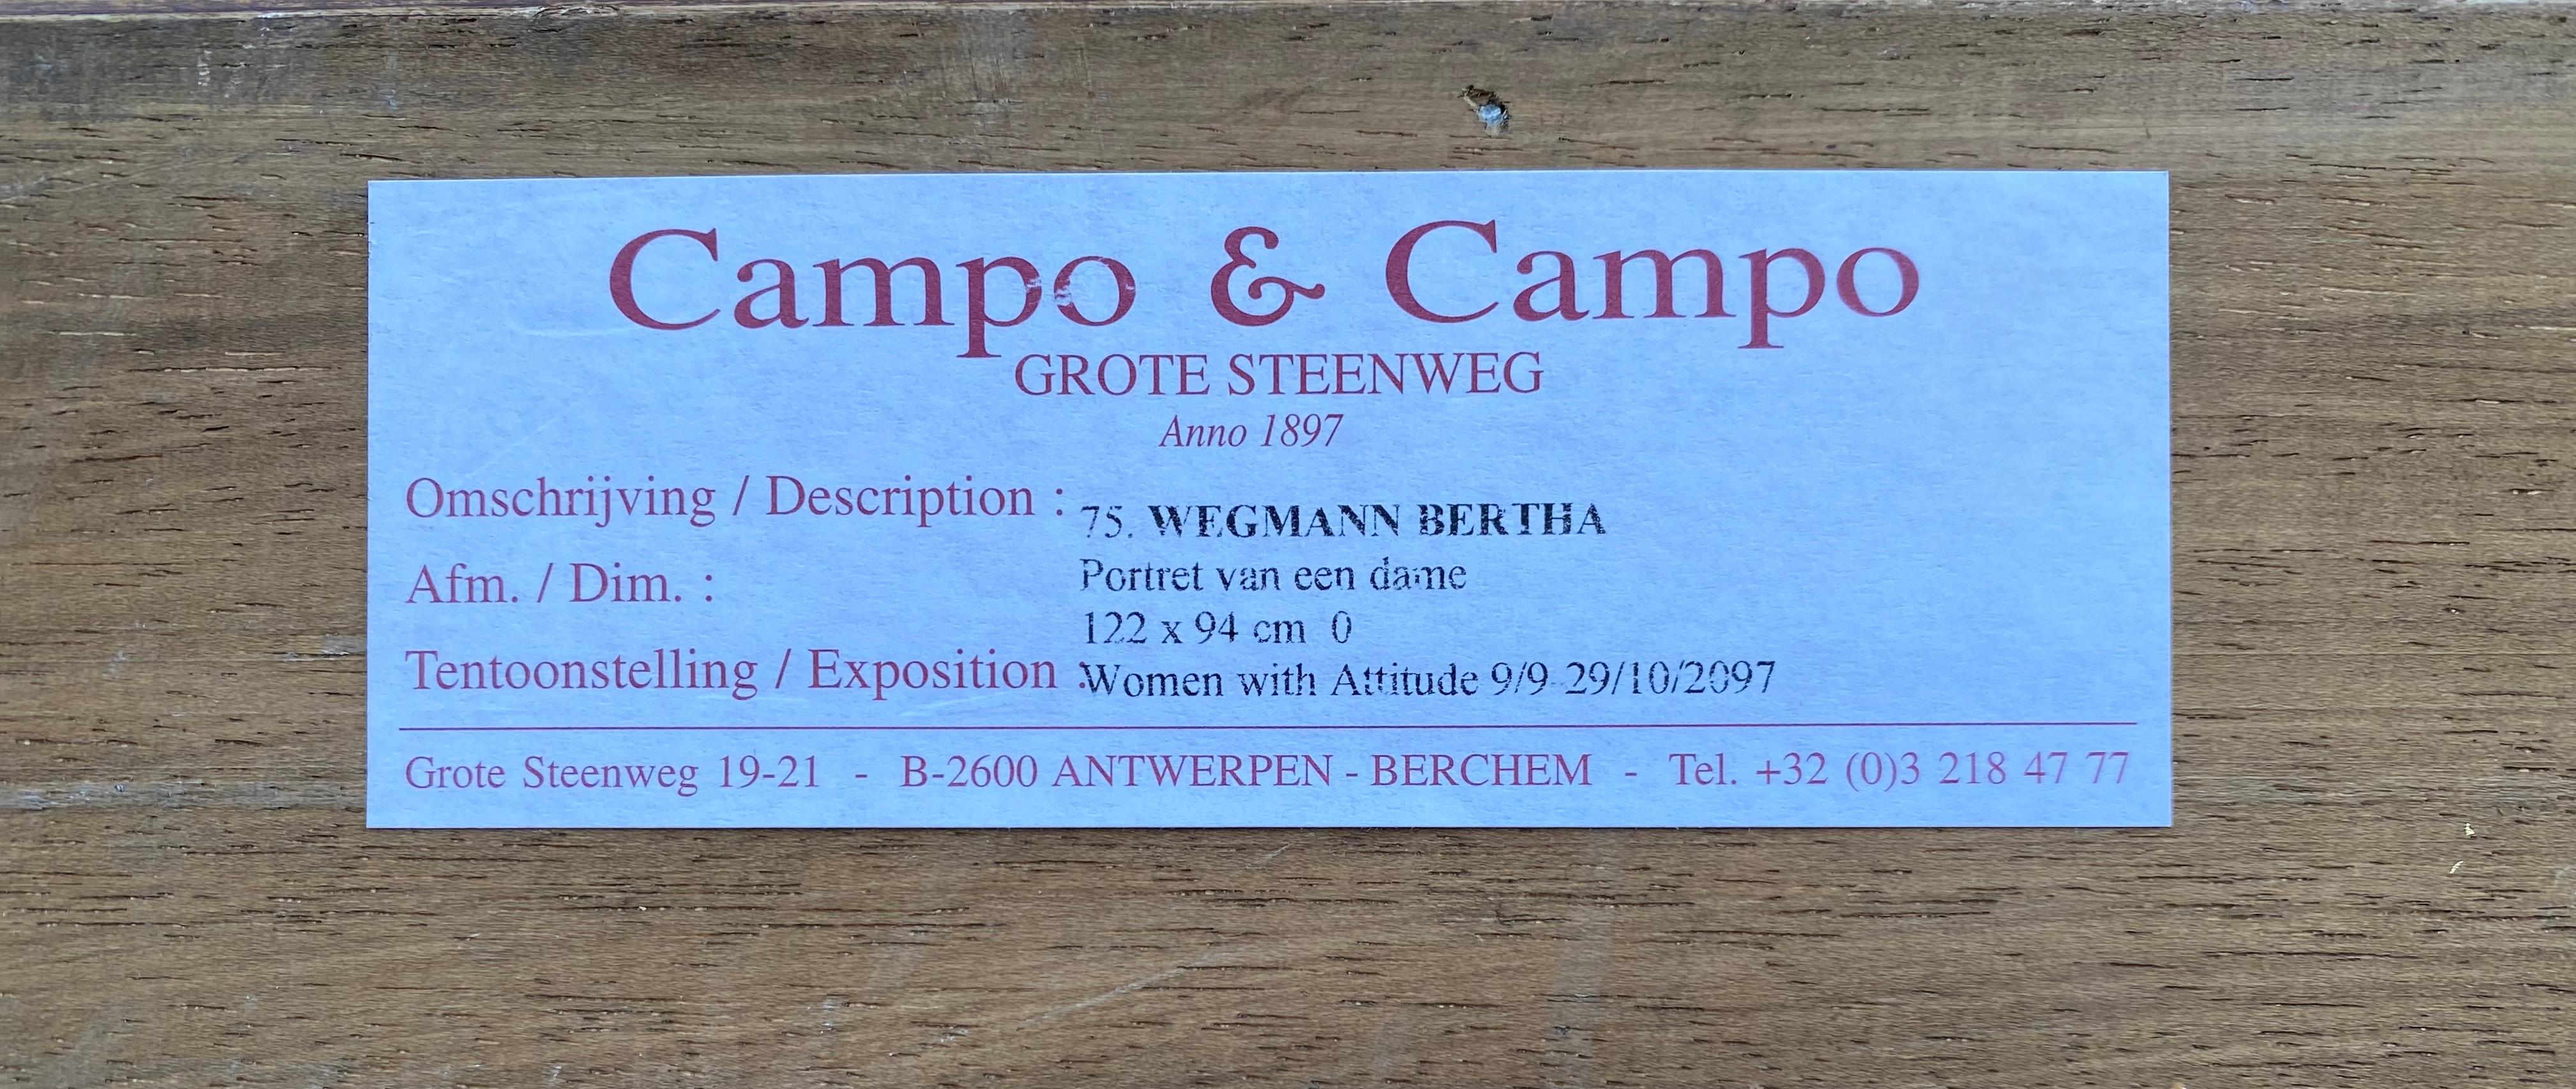 Campo & Campo
GROTE STEENWEG
Anno 1897
Omschrijving / Description : 75. WEGMANN BERTHA
Portret van een dame
Afm. / Dim. :
122 x 94 cm 0
Tentoonstelling / Exposition : Women with Attitude 9/9-29/10/2097
Grote Steenweg 19-21 - B-2600 ANTWERPEN - BERCHEM - Tel. +32 (0)3 218 47 77